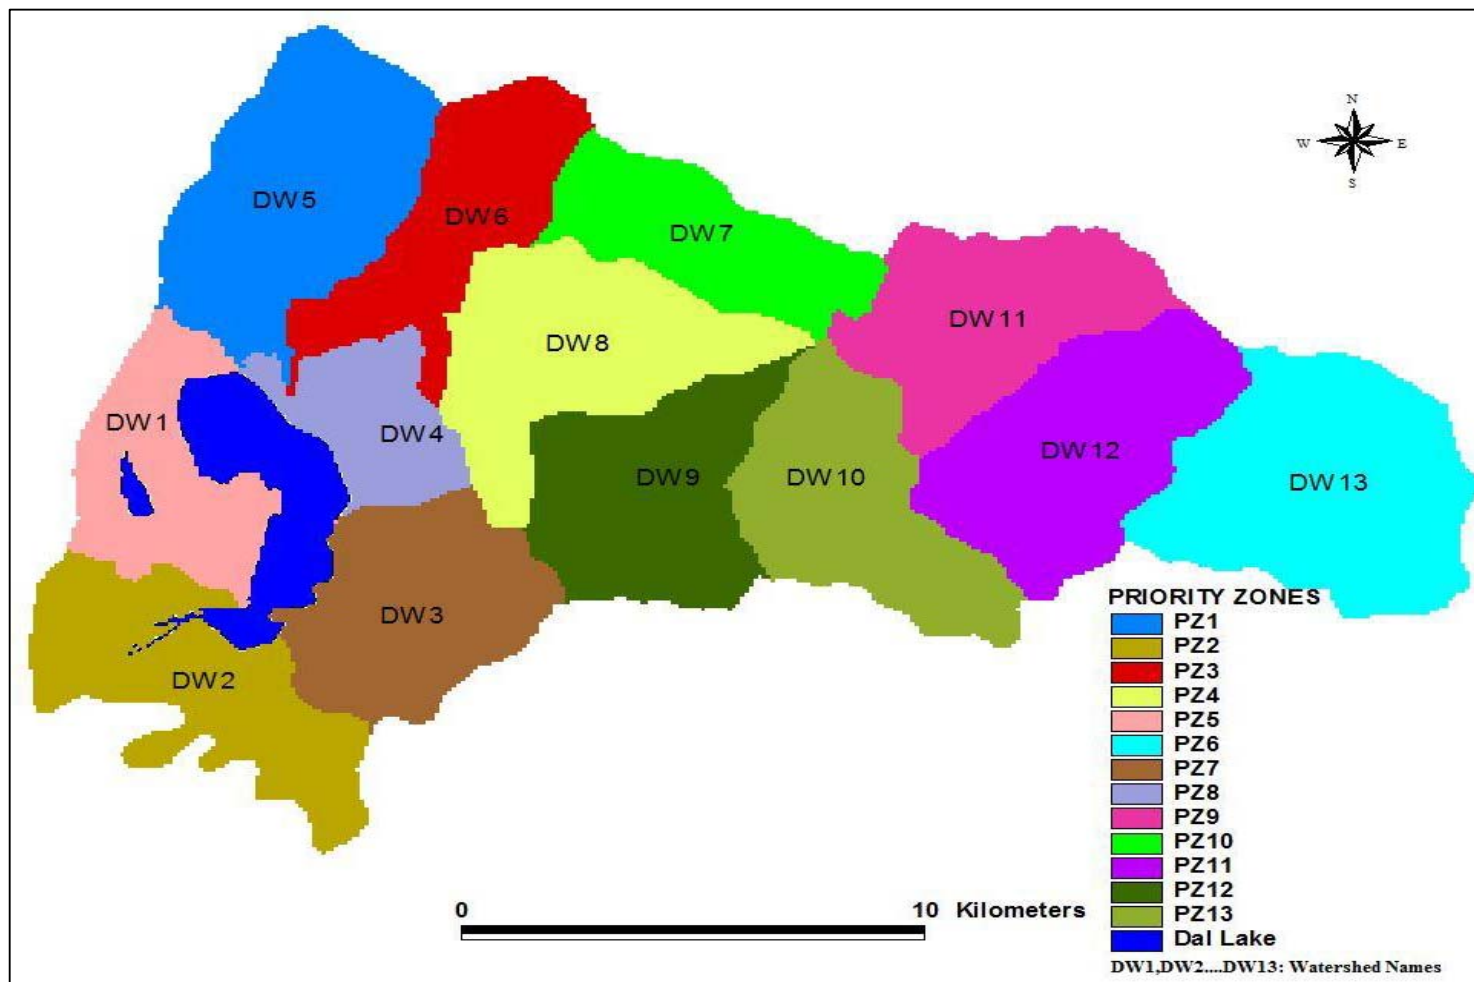 N
W E
S
DW5
DW6
DW7
DW11
DW8
DW1
DW4
DW12
DW9
DW10
DW13
DW3
DW2
PRIORITY ZONES
PZ1
PZ2
PZ3
PZ4
PZ5
PZ6
PZ7
PZ8
PZ9
PZ10
PZ11
PZ12
PZ13
Dal Lake
0 10 Kilometers
DW1,DW2....DW13: Watershed Names